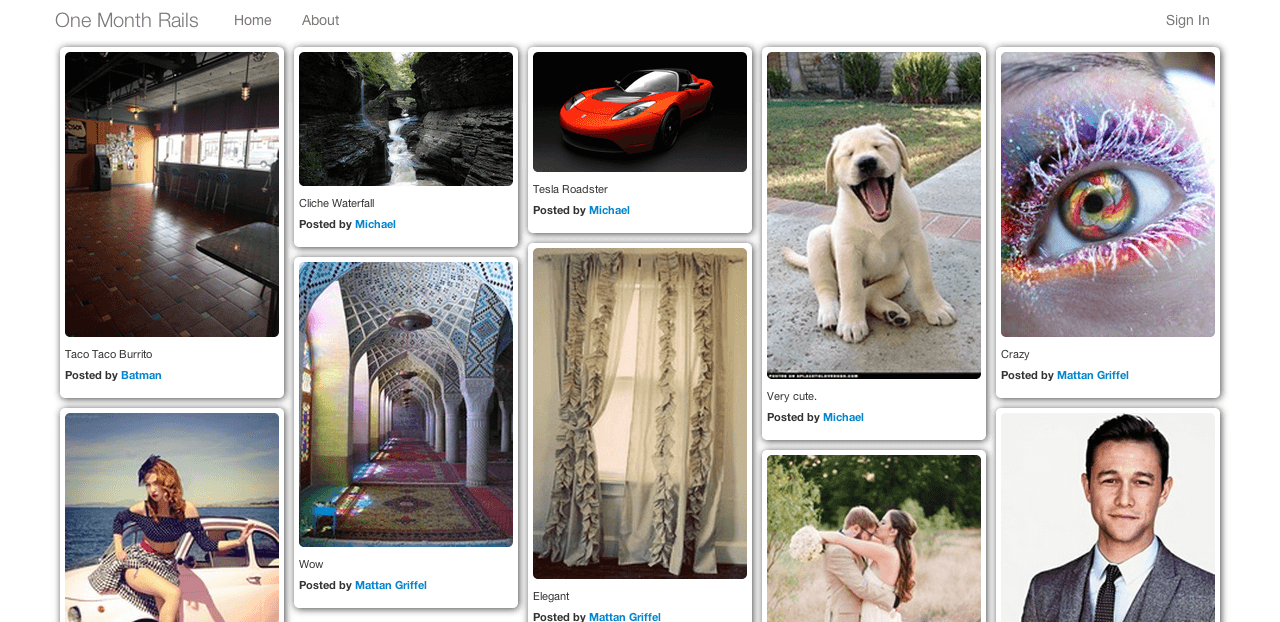 One Month Rails
Home
About
Sign In
Taco Taco Burrito
Posted by Batman
Cliche Waterfall
Posted by Michael
Wow
Posted by Mattan Griffel
Tesla Roadster
Posted by Michael
Elegant
Posted by Mattan Griffel
Very cute.
Posted by Michael
Crazy
Posted by Mattan Griffel